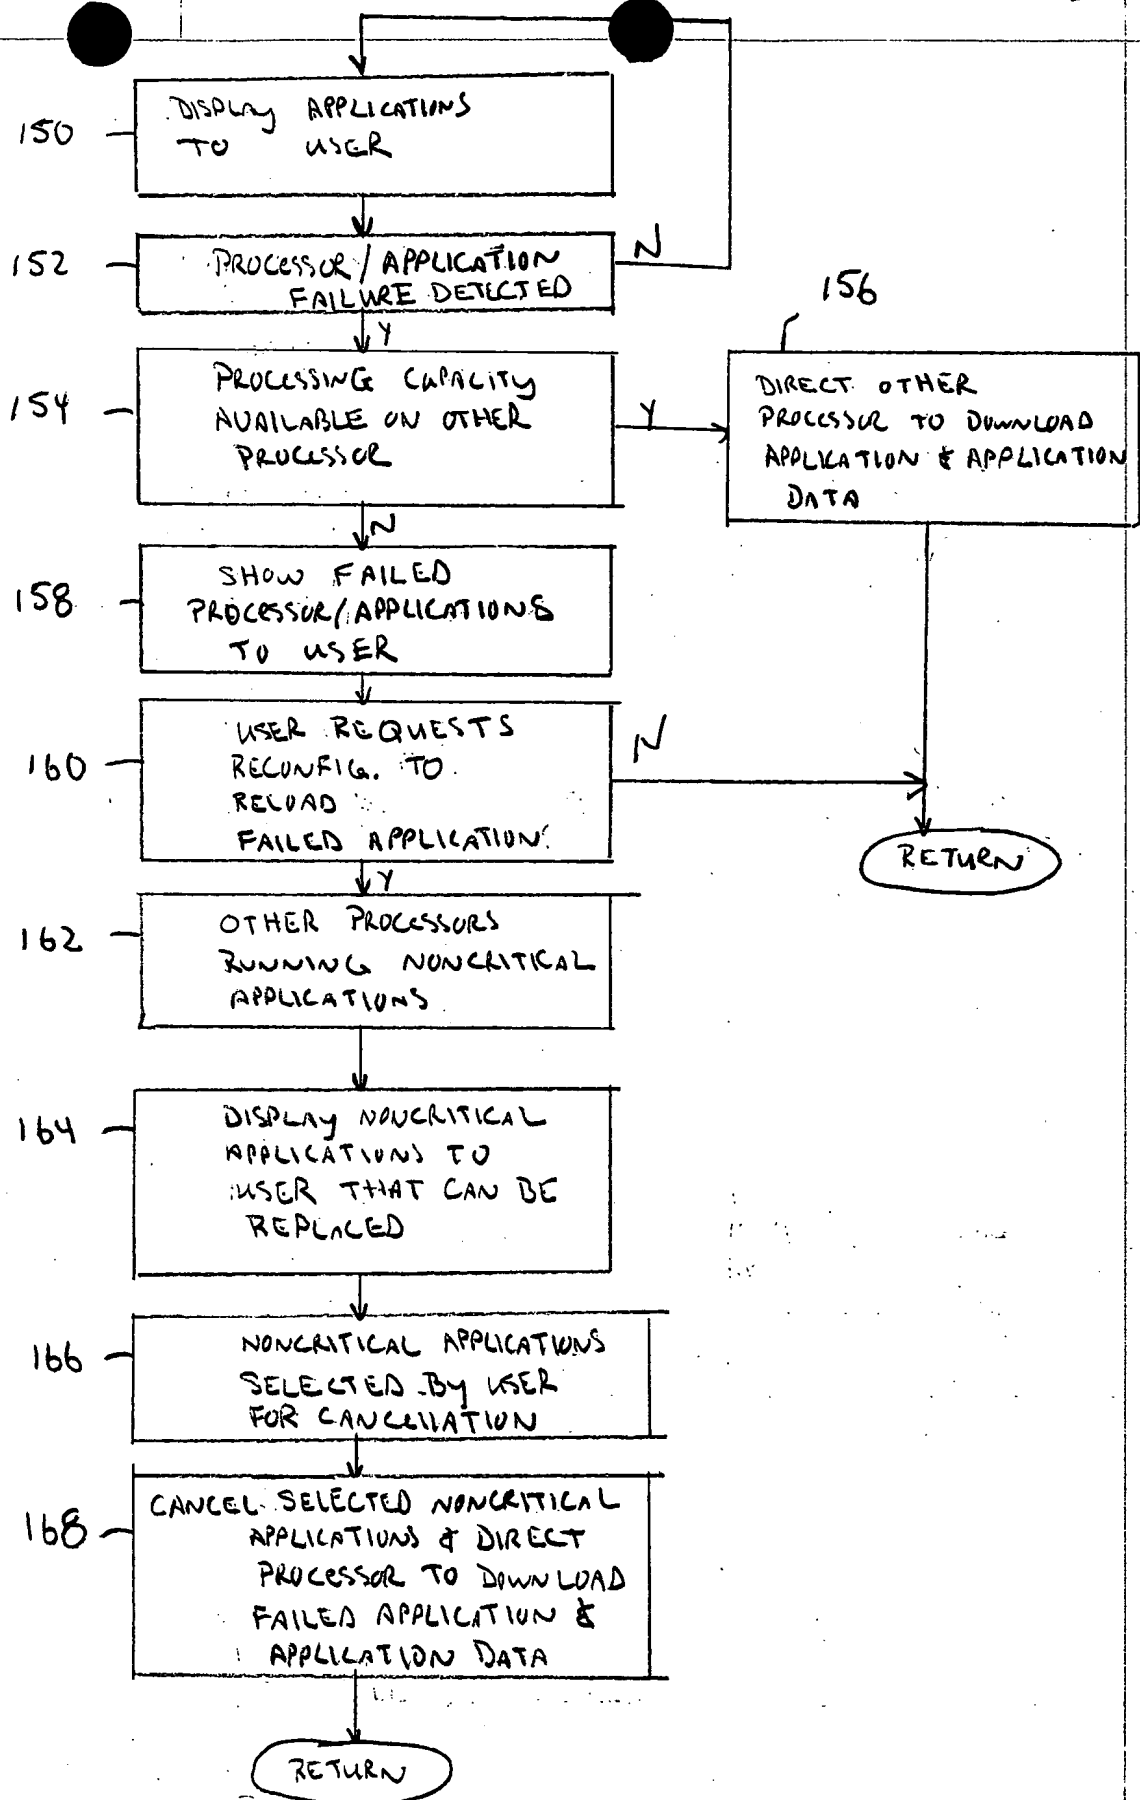 150
DISPLAY APPLICATIONS
TO USER
152
PROCESSOR/APPLICATION
FAILURE DETECTED
N
Y
154
PROCESSING CAPACITY
AVAILABLE ON OTHER
PROCESSOR
Y
156
DIRECT OTHER
PROCESSOR TO DOWNLOAD
APPLICATION & APPLICATION
DATA
N
158
SHOW FAILED
PROCESSOR/APPLICATIONS
TO USER
160
USER REQUESTS
RECONFIG. TO
RELOAD
FAILED APPLICATION
N
RETURN
Y
162
OTHER PROCESSORS
RUNNING NONCRITICAL
APPLICATIONS
164
DISPLAY NONCRITICAL
APPLICATIONS TO
USER THAT CAN BE
REPLACED
166
NONCRITICAL APPLICATIONS
SELECTED BY USER
FOR CANCELLATION
168
CANCEL SELECTED NONCRITICAL
APPLICATIONS & DIRECT
PROCESSOR TO DOWNLOAD
FAILED APPLICATION &
APPLICATION DATA
RETURN